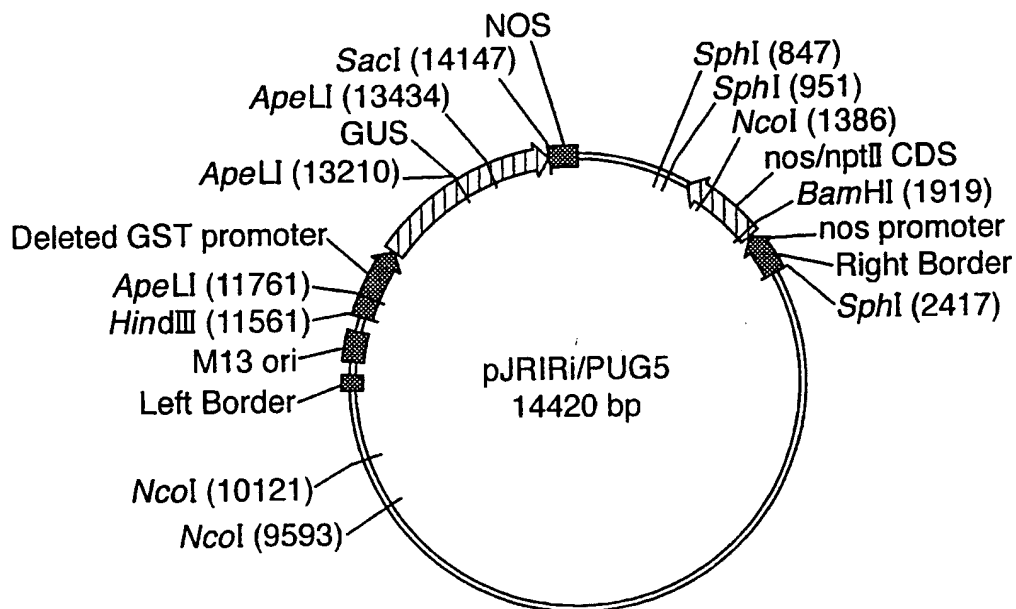 NOS
SacI (14147)
ApeLI (13434)
GUS
ApeLI (13210)
Deleted GST promoter
ApeLI (11761)
HindIII (11561)
M13 ori
Left Border
NcoI (10121)
NcoI (9593)
SphI (847)
SphI (951)
NcoI (1386)
nos/nptII CDS
BamHI (1919)
nos promoter
Right Border
SphI (2417)
pJRIRi/PUG5
14420 bp